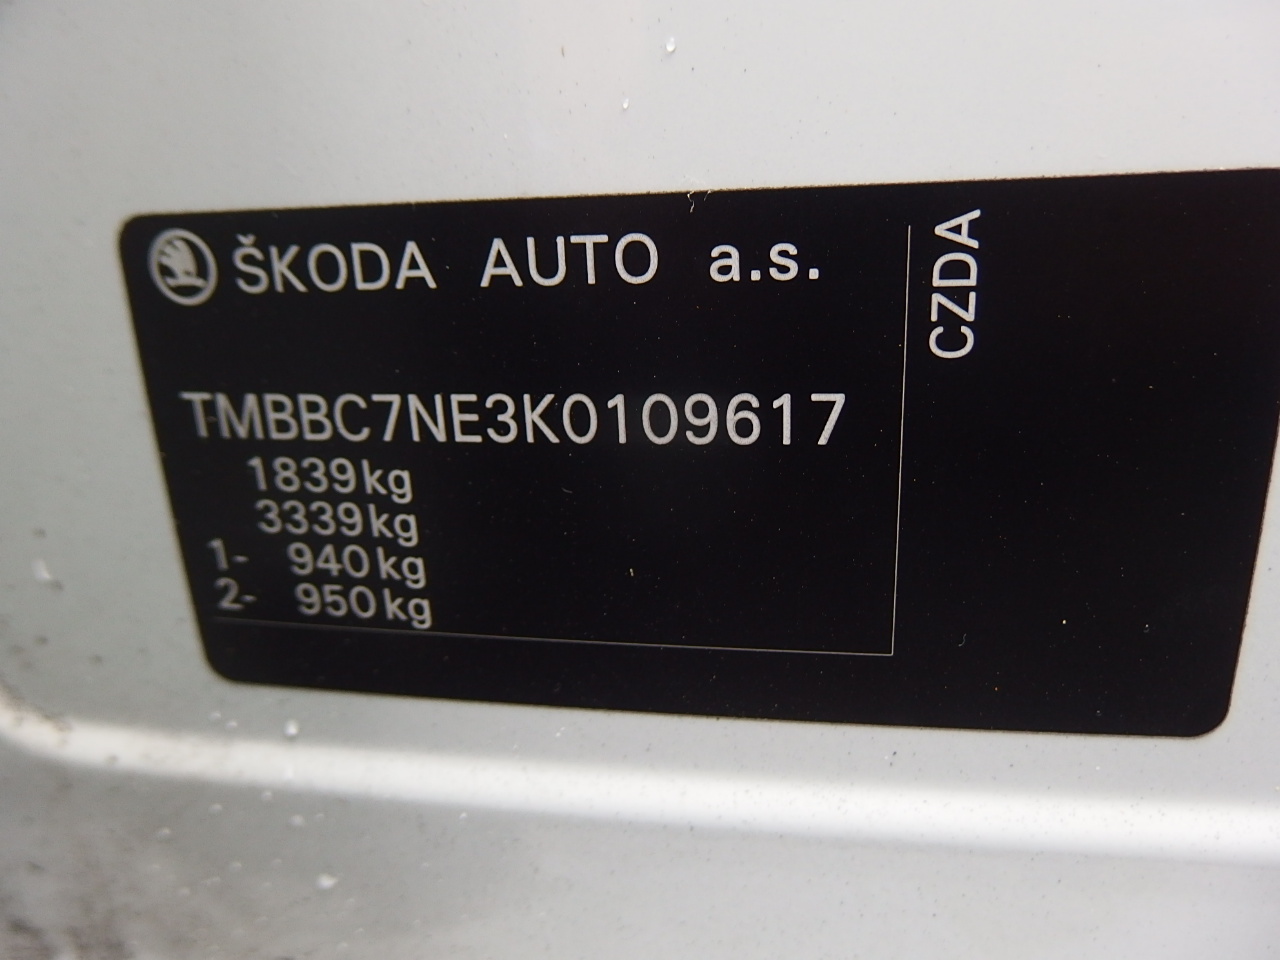 ŠKODA AUTO a.s.
TMBBC7NE3K0109617
1839kg
3339kg
1- 940kg
2- 950kg
CZDA